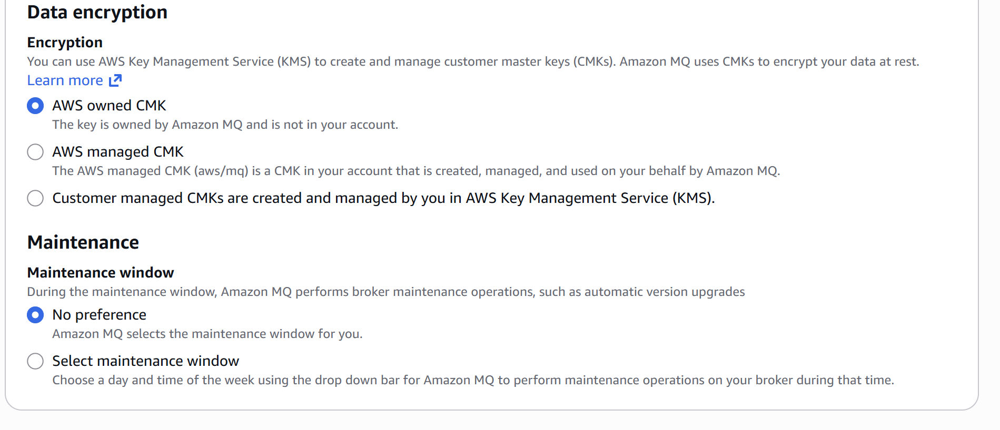 Data encryption
Encryption
You can use AWS Key Management Service (KMS) to create and manage customer master keys (CMKs). Amazon MQ uses CMKs to encrypt your data at rest.
Learn more
AWS owned CMK
The key is owned by Amazon MQ and is not in your account.
AWS managed CMK
The AWS managed CMK (aws/mq) is a CMK in your account that is created, managed, and used on your behalf by Amazon MQ.
Customer managed CMKs are created and managed by you in AWS Key Management Service (KMS).
Maintenance
Maintenance window
During the maintenance window, Amazon MQ performs broker maintenance operations, such as automatic version upgrades
No preference
Amazon MQ selects the maintenance window for you.
Select maintenance window
Choose a day and time of the week using the drop down bar for Amazon MQ to perform maintenance operations on your broker during that time.